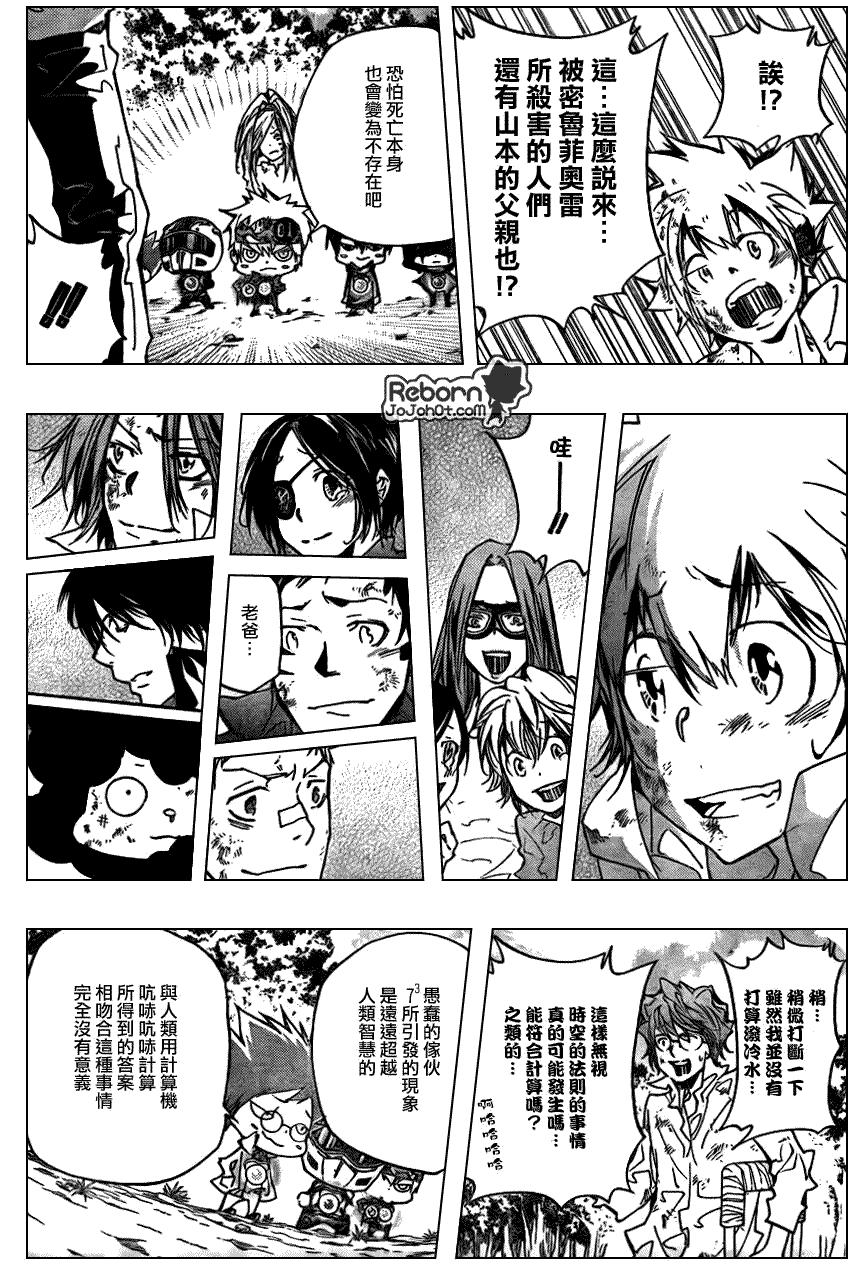 誒
!?
這…這麼說來…
被密魯菲奧雷
所殺害的人們
還有山本的父親也!?
恐怕死亡本身
也會變為不存在吧
!!
Reborn
JoJoHOt.com
哇——!!
老爸…
稍…
稍微打斷一下
雖然我並沒有
打算潑冷水…
這樣無視
時空的法則的事情
真的可能發生嗎…
能符合計算嗎?
之類的…
啊哈哈哈哈
愚蠢的傢伙
7³所引發的現象
是遠遠超越
人類智慧的
與人類用計算機
吭哧吭哧計算
所得到的答案
相吻合這種事情
完全沒有意義